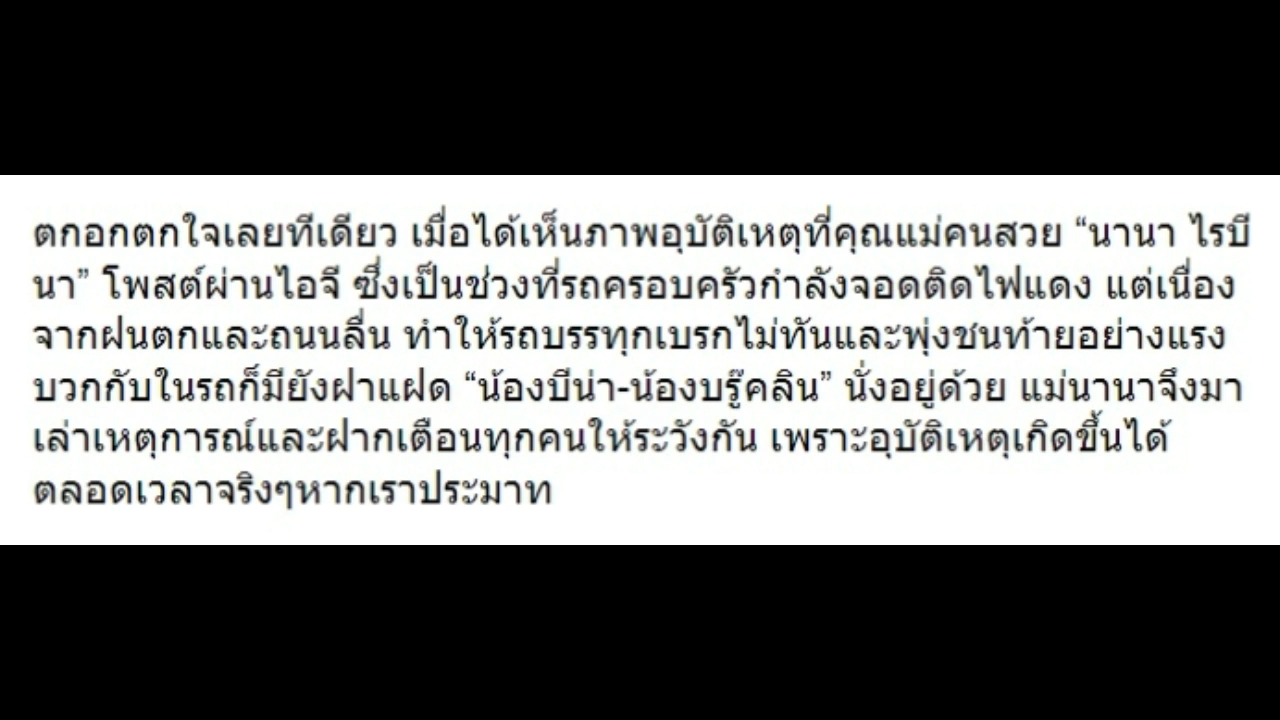 ตกอกตกใจเลยทีเดียว เมื่อได้เห็นภาพอุบัติเหตุที่คุณแม่คนสวย “นานา ไรบี
นา” โพสต์ผ่านไอจี ซึ่งเป็นช่วงที่รถครอบครัวกำลังจอดติดไฟแดง แต่เนื่อง
จากฝนตกและถนนลื่น ทำให้รถบรรทุกเบรกไม่ทันและพุ่งชนท้ายอย่างแรง
บวกกับในรถก็มียังฝาแฝด “น้องบีน่า-น้องบรู๊คลิน” นั่งอยู่ด้วย แม่นานาจึงมา
เล่าเหตุการณ์และฝากเตือนทุกคนให้ระวังกัน เพราะอุบัติเหตุเกิดขึ้นได้
ตลอดเวลาจริงๆหากเราประมาท